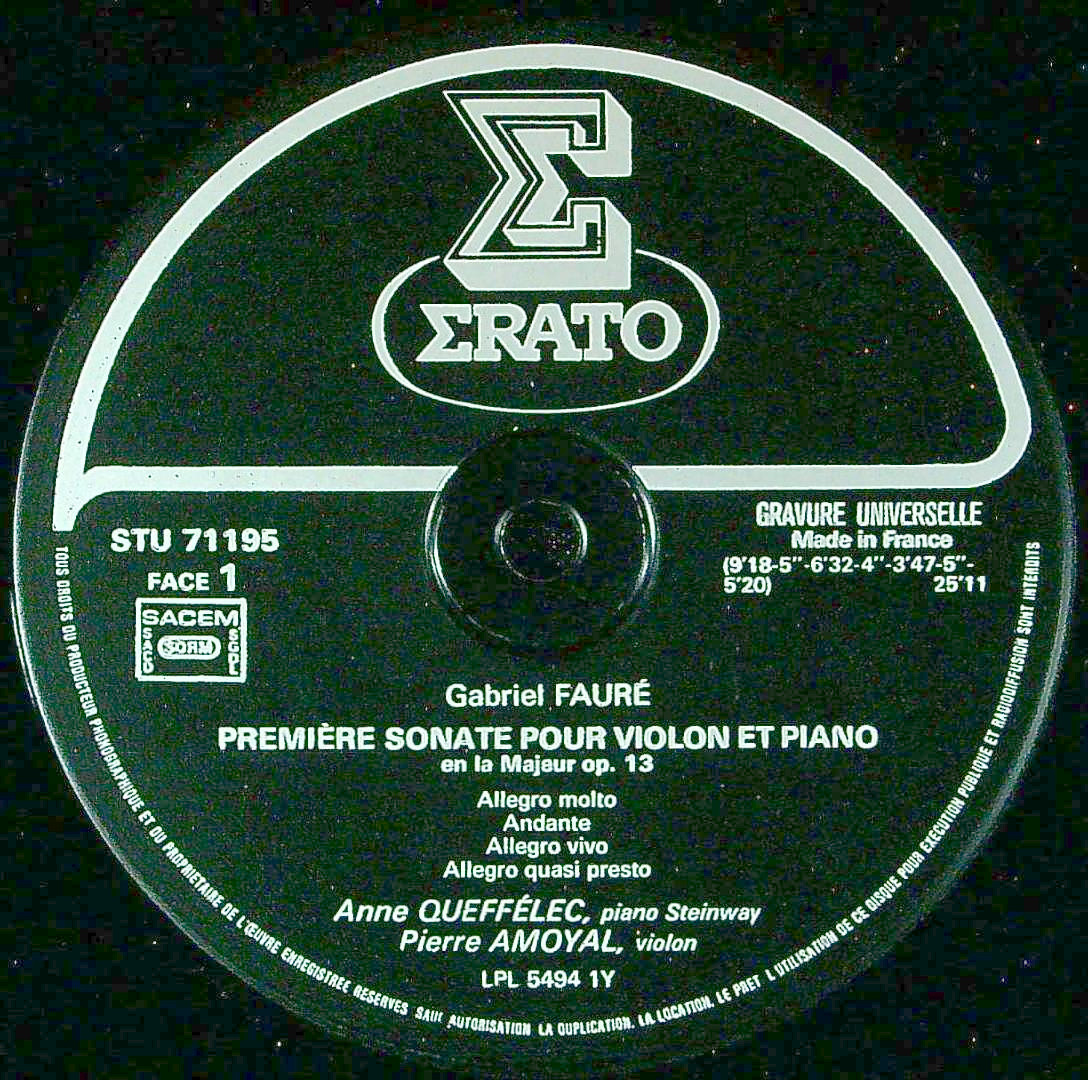 ΣRATO
STU 71195
FACE 1
SACEM
SACD
SDRM
SGDL
GRAVURE UNIVERSELLE
Made in France
(9'18-5"-6'32-4"-3'47-5"-
5'20) 25'11
Gabriel FAURÉ
PREMIÈRE SONATE POUR VIOLON ET PIANO
en la Majeur op. 13
Allegro molto
Andante
Allegro vivo
Allegro quasi presto
Anne QUEFFÉLEC, piano Steinway
Pierre AMOYAL, violon
LPL 5494 1Y
TOUS DROITS DU PRODUCTEUR PHONOGRAPHIQUE ET DU PROPRIETAIRE DE L'ŒUVRE ENREGISTREE RESERVES SAUF AUTORISATION LA DUPLICATION, LA LOCATION, LE PRET L UTILISATION DE CE DISQUE POUR EXECUTION PUBLIQUE ET RADIODIFFUSION SONT INTERDITS